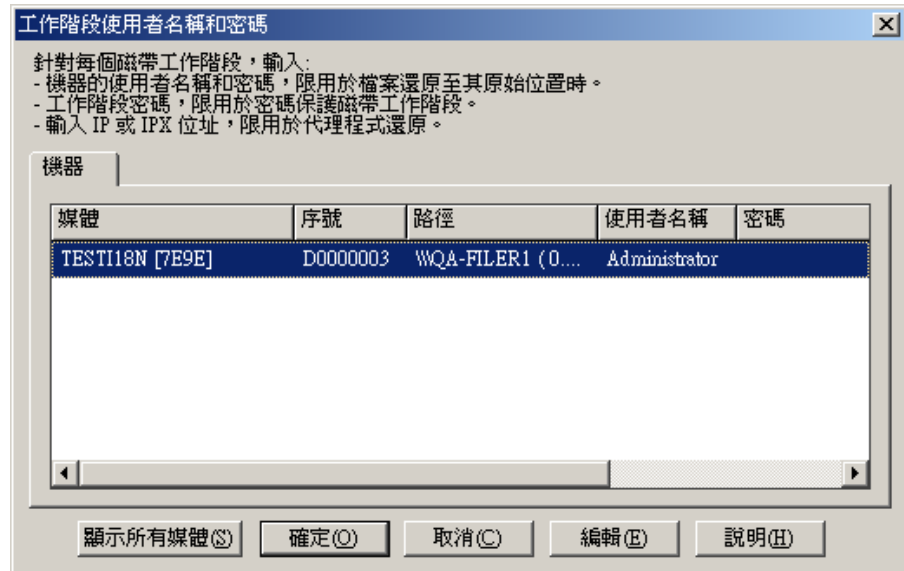 工作階段使用者名稱和密碼
針對每個磁帶工作階段，輸入:
- 機器的使用者名稱和密碼，限用於檔案還原至其原始位置時。
- 工作階段密碼，限用於密碼保護磁帶工作階段。
- 輸入 IP 或 IPX 位址，限用於代理程式還原。
機器
媒體 序號 路徑 使用者名稱 密碼
TESTI18N [7E9E] D0000003 WQA-FILER1 ( 0.... Administrator
顯示所有媒體(S) 確定(O) 取消(C) 編輯(E) 說明(H)